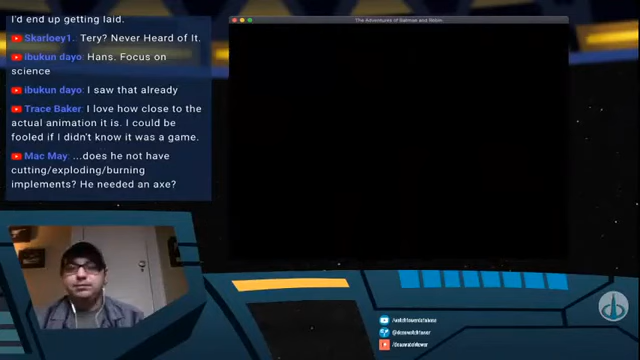 I'd end up getting laid.
Skarloey1.: Tery? Never Heard of It.
ibukun dayo: Hans. Focus on
science
ibukun dayo: I saw that already
Trace Baker: I love how close to the
actual animation it is. I could be
fooled if I didn't know it was a game.
Mac May: ...does he not have
cutting/exploding/burning
implements? He needed an axe?
The Adventures of Batman and Robin